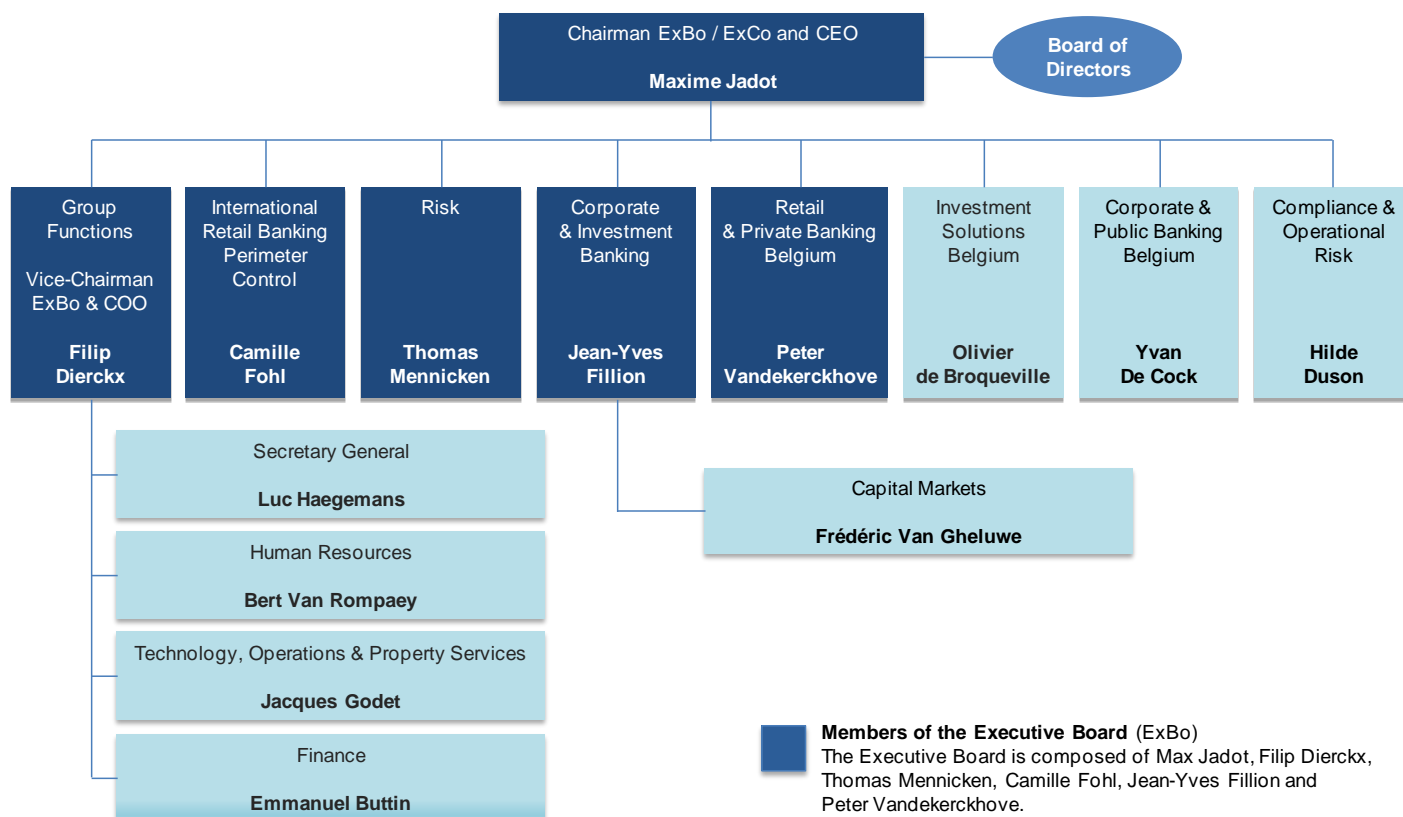 Chairman ExBo / ExCo and CEO
Maxime Jadot
Board of
Directors
Group
Functions
Vice-Chairman
ExBo & COO
Filip
Dierckx
International
Retail Banking
Perimeter
Control
Camille
Fohl
Risk
Thomas
Mennicken
Corporate
& Investment
Banking
Jean-Yves
Fillion
Retail
& Private Banking
Belgium
Peter
Vandekerckhove
Investment
Solutions
Belgium
Olivier
de Broqueville
Corporate &
Public Banking
Belgium
Yvan
De Cock
Compliance &
Operational
Risk
Hilde
Duson
Secretary General
Luc Haegemans
Human Resources
Bert Van Rompaey
Technology, Operations & Property Services
Jacques Godet
Finance
Emmanuel Buttin
Capital Markets
Frédéric Van Gheluwe
Members of the Executive Board (ExBo)
The Executive Board is composed of Max Jadot, Filip Dierckx,
Thomas Mennicken, Camille Fohl, Jean-Yves Fillion and
Peter Vandekerckhove.